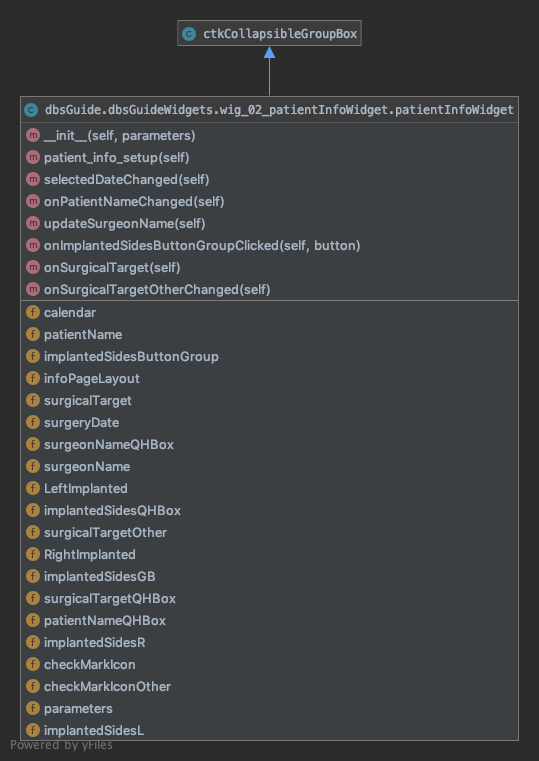 C ctkCollapsibleGroupBox
C dbsGuide.dbsGuideWidgets.wig_02_patientInfoWidget.patientInfoWidget
m __init__(self, parameters)
m patient_info_setup(self)
m selectedDateChanged(self)
m onPatientNameChanged(self)
m updateSurgeonName(self)
m onImplantedSidesButtonGroupClicked(self, button)
m onSurgicalTarget(self)
m onSurgicalTargetOtherChanged(self)
f calendar
f patientName
f implantedSidesButtonGroup
f infoPageLayout
f surgicalTarget
f surgeryDate
f surgeonNameQHBox
f surgeonName
f LeftImplanted
f implantedSidesQHBox
f surgicalTargetOther
f RightImplanted
f implantedSidesGB
f surgicalTargetQHBox
f patientNameQHBox
f implantedSidesR
f checkMarkIcon
f checkMarkIconOther
f parameters
f implantedSidesL
Powered by yFiles